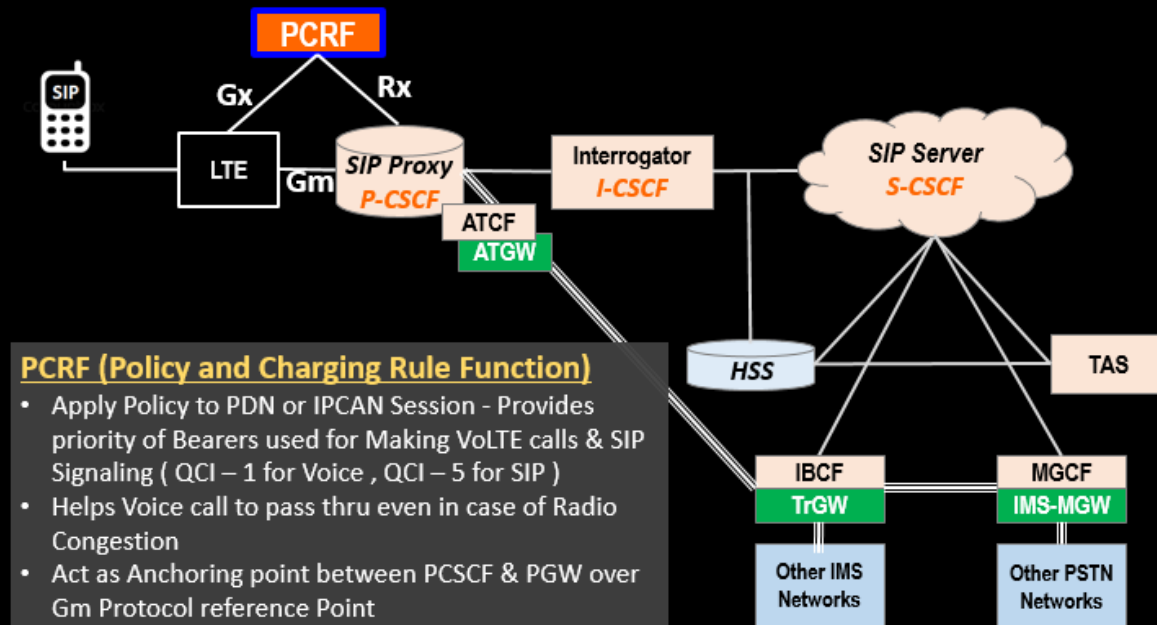 PCRF
SIP
Gx
Rx
LTE
Gm
SIP Proxy
P-CSCF
Interrogator
I-CSCF
SIP Server
S-CSCF
ATCF
ATGW
HSS
TAS
PCRF (Policy and Charging Rule Function)
• Apply Policy to PDN or IPCAN Session - Provides
priority of Bearers used for Making VoLTE calls & SIP
Signaling ( QCI – 1 for Voice , QCI – 5 for SIP )
• Helps Voice call to pass thru even in case of Radio
Congestion
• Act as Anchoring point between PCSCF & PGW over
Gm Protocol reference Point
IBCF
TrGW
MGCF
IMS-MGW
Other IMS
Networks
Other PSTN
Networks